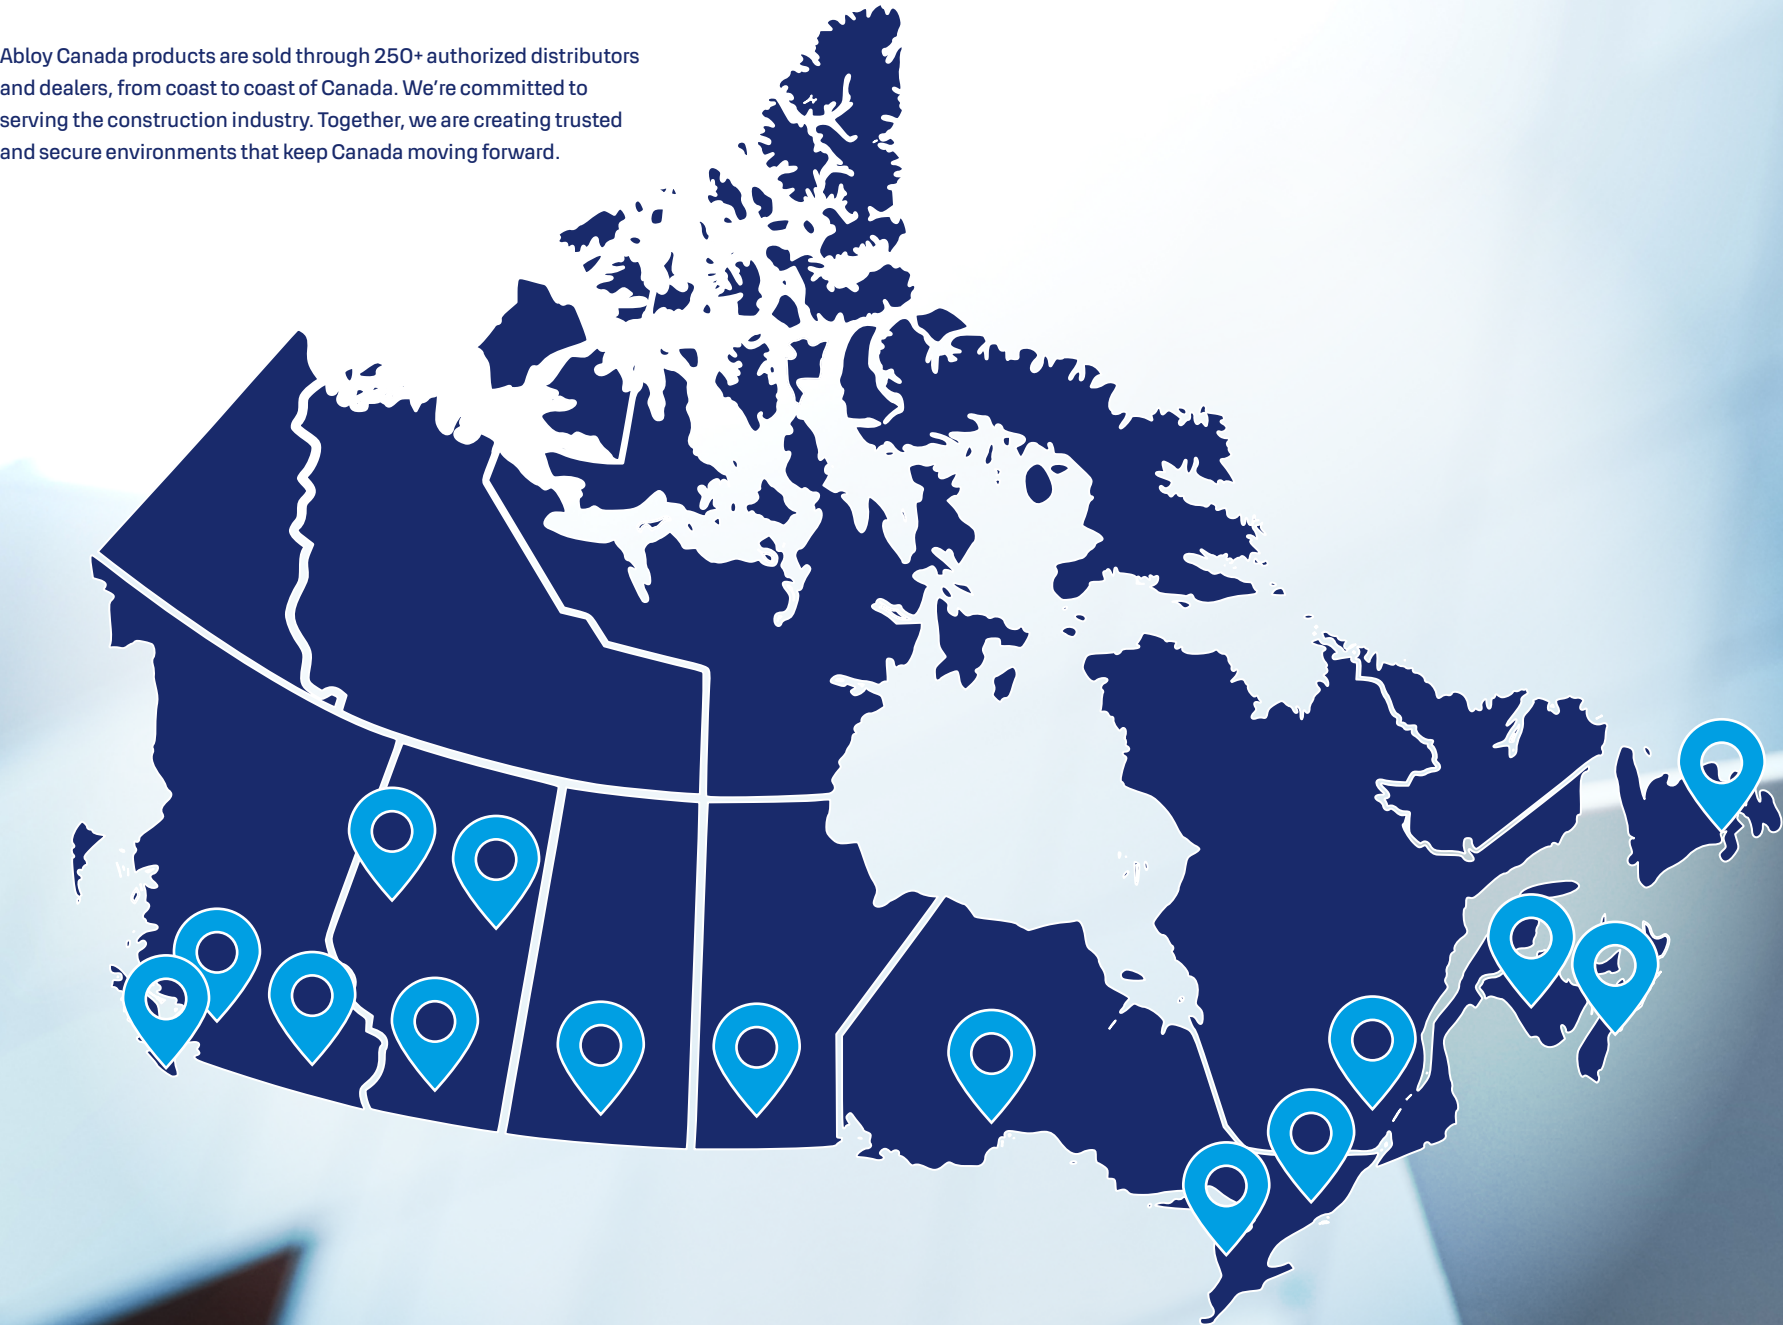 Abloy Canada products are sold through 250+ authorized distributors
and dealers, from coast to coast of Canada. We’re committed to
serving the construction industry. Together, we are creating trusted
and secure environments that keep Canada moving forward.